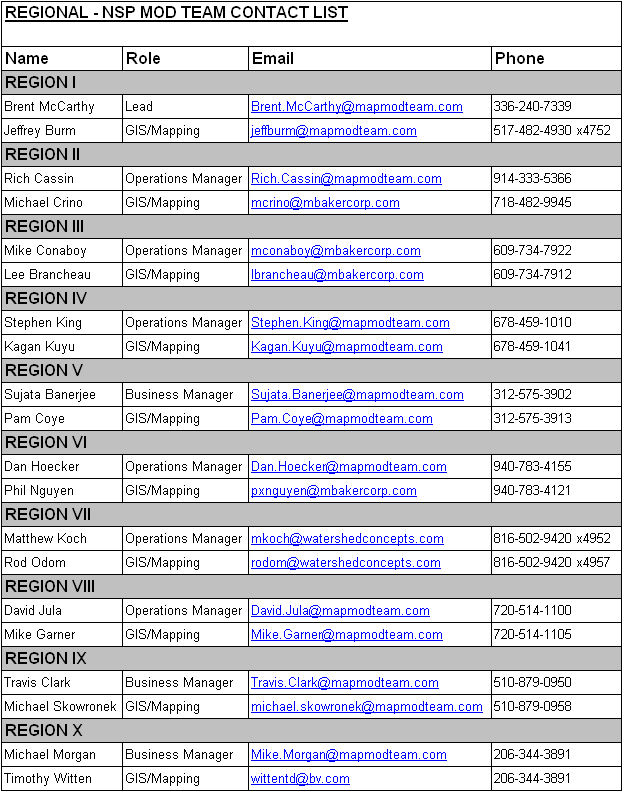 REGIONAL - NSP MOD TEAM CONTACT LIST
Name Role Email Phone
REGION I
Brent McCarthy Lead Brent.McCarthy@mapmodteam.com 336-240-7339
Jeffrey Burm GIS/Mapping jeffburm@mapmodteam.com 517-482-4930 x4752
REGION II
Rich Cassin Operations Manager Rich.Cassin@mapmodteam.com 914-333-5366
Michael Crino GIS/Mapping mcrino@mbakercorp.com 718-482-9945
REGION III
Mike Conaboy Operations Manager mconaboy@mbakercorp.com 609-734-7922
Lee Brancheau GIS/Mapping lbrancheau@mbakercorp.com 609-734-7912
REGION IV
Stephen King Operations Manager Stephen.King@mapmodteam.com 678-459-1010
Kagan Kuyu GIS/Mapping Kagan.Kuyu@mapmodteam.com 678-459-1041
REGION V
Sujata Banerjee Business Manager Sujata.Banerjee@mapmodteam.com 312-575-3902
Pam Coye GIS/Mapping Pam.Coye@mapmodteam.com 312-575-3913
REGION VI
Dan Hoecker Operations Manager Dan.Hoecker@mapmodteam.com 940-783-4155
Phil Nguyen GIS/Mapping pxnguyen@mbakercorp.com 940-783-4121
REGION VII
Matthew Koch Operations Manager mkoch@watershedconcepts.com 816-502-9420 x4952
Rod Odom GIS/Mapping rodom@watershedconcepts.com 816-502-9420 x4957
REGION VIII
David Jula Operations Manager David.Jula@mapmodteam.com 720-514-1100
Mike Garner GIS/Mapping Mike.Garner@mapmodteam.com 720-514-1105
REGION IX
Travis Clark Business Manager Travis.Clark@mapmodteam.com 510-879-0950
Michael Skowronek GIS/Mapping michael.skowronek@mapmodteam.com 510-879-0958
REGION X
Michael Morgan Business Manager Mike.Morgan@mapmodteam.com 206-344-3891
Timothy Witten GIS/Mapping wittentd@bv.com 206-344-3891